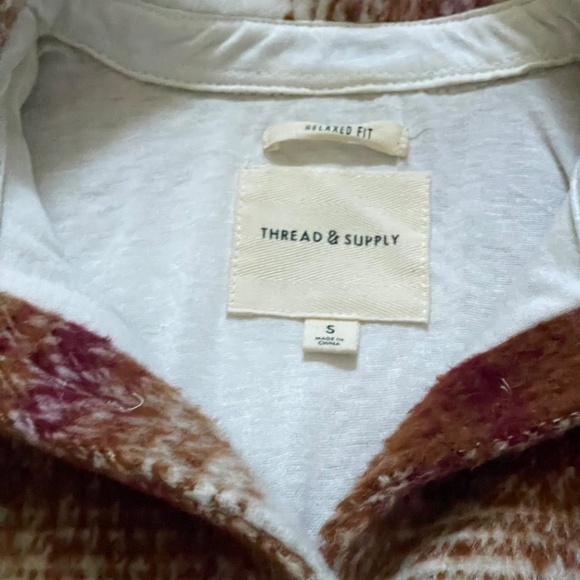 RELAXED FIT
THREAD & SUPPLY
S
MADE IN
CHINA